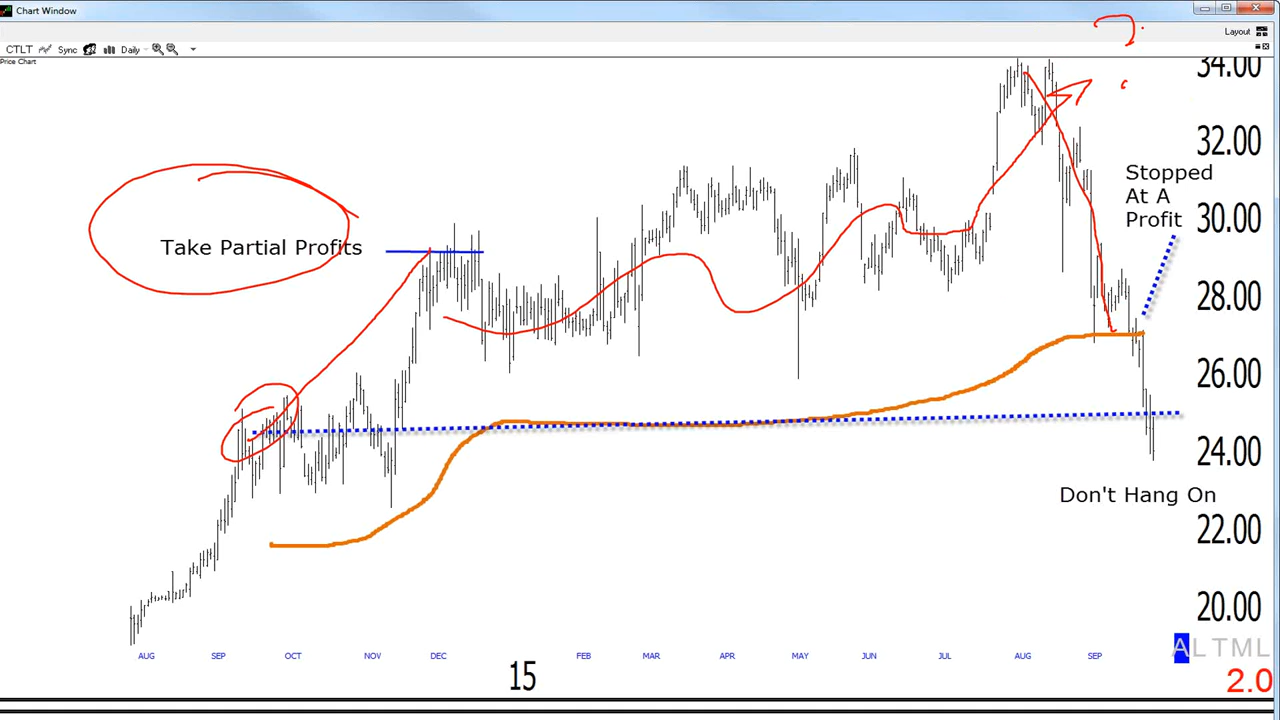 Chart Window
Layout
CTLT
Sync
Daily
Price Chart
34.00
32.00
Stopped
At A
Profit
30.00
Take Partial Profits
28.00
26.00
24.00
Don't Hang On
22.00
20.00
AUG SEP OCT NOV DEC 15 FEB MAR APR MAY JUN JUL AUG SEP
ALTML
2.0
?